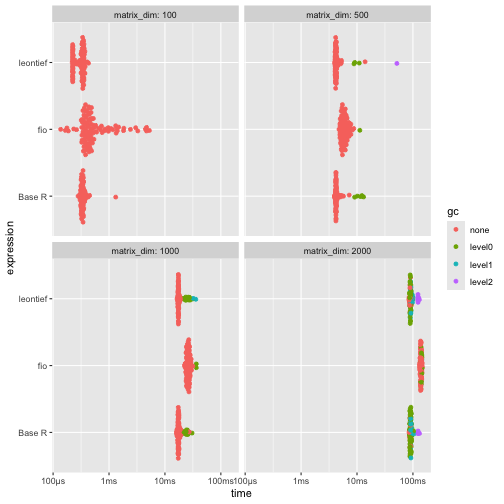 matrix_dim: 100
matrix_dim: 500
leontief
fio
Base R
matrix_dim: 1000
matrix_dim: 2000
leontief
fio
Base R
100µs
1ms
10ms
100ms
100µs
1ms
10ms
100ms
time
expression
gc
none
level0
level1
level2